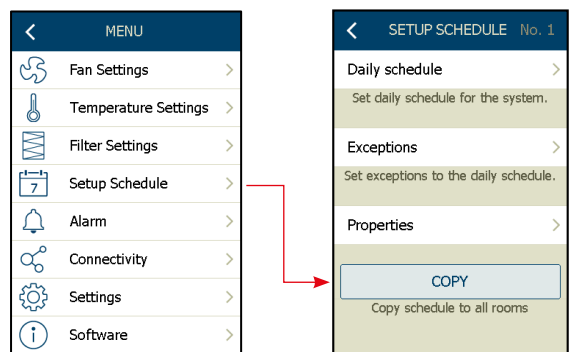 MENU
Fan Settings
Temperature Settings
Filter Settings
7
Setup Schedule
Alarm
Connectivity
Settings
i
Software
SETUP SCHEDULE No. 1
Daily schedule
Set daily schedule for the system.
Exceptions
Set exceptions to the daily schedule.
Properties
COPY
Copy schedule to all rooms